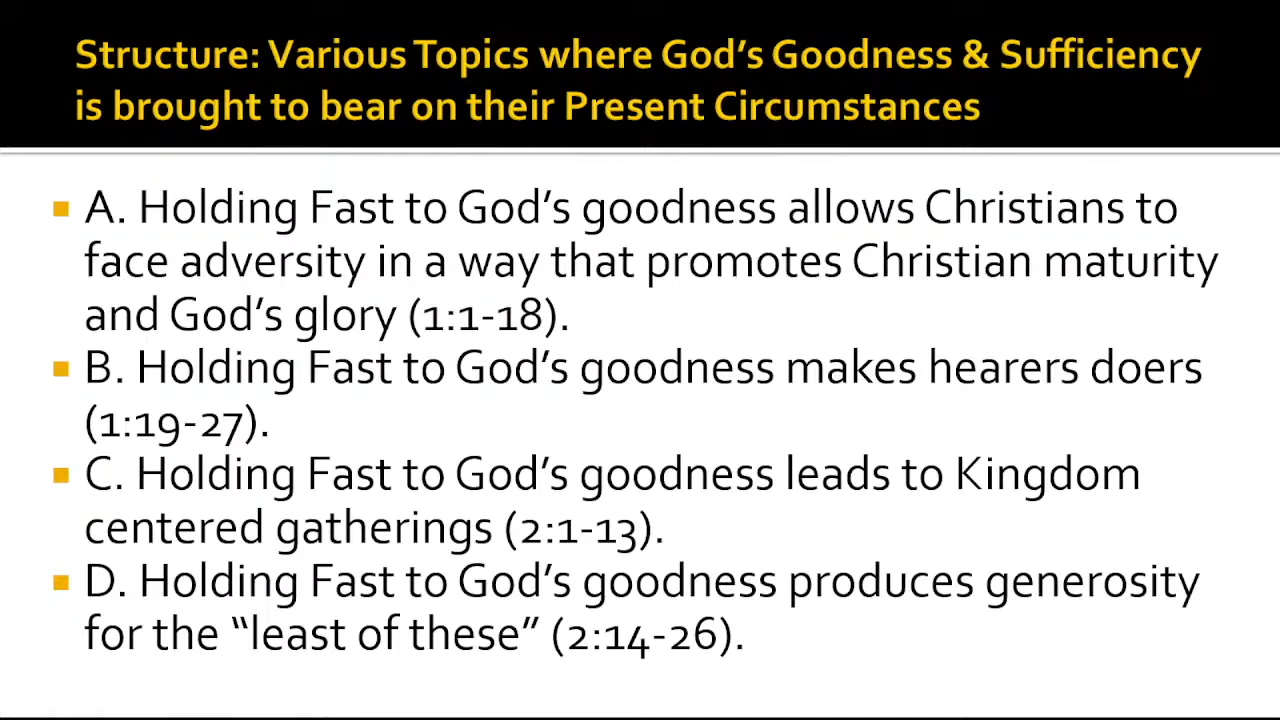 Structure: Various Topics where God’s Goodness & Sufficiency
is brought to bear on their Present Circumstances
A. Holding Fast to God’s goodness allows Christians to
face adversity in a way that promotes Christian maturity
and God’s glory (1:1-18).
B. Holding Fast to God’s goodness makes hearers doers
(1:19-27).
C. Holding Fast to God’s goodness leads to Kingdom
centered gatherings (2:1-13).
D. Holding Fast to God’s goodness produces generosity
for the “least of these” (2:14-26).